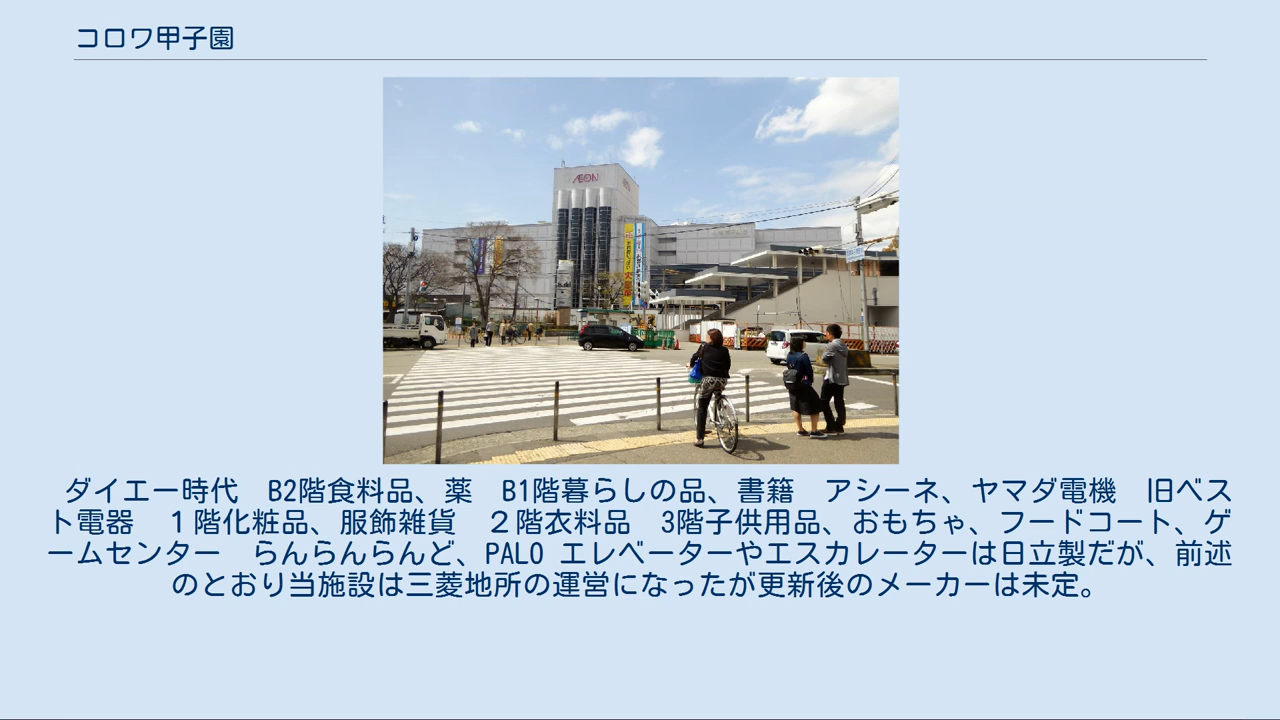 コロワ甲子園
ÆON
ダイエー時代　B2階食料品、薬　B1階暮らしの品、書籍　アシーネ、ヤマダ電機　旧ベス
ト電器　１階化粧品、服飾雑貨　２階衣料品　3階子供用品、おもちゃ、フードコート、ゲ
ームセンター　らんらんらんど、PALO エレベーターやエスカレーターは日立製だが、前述
のとおり当施設は三菱地所の運営になったが更新後のメーカーは未定。